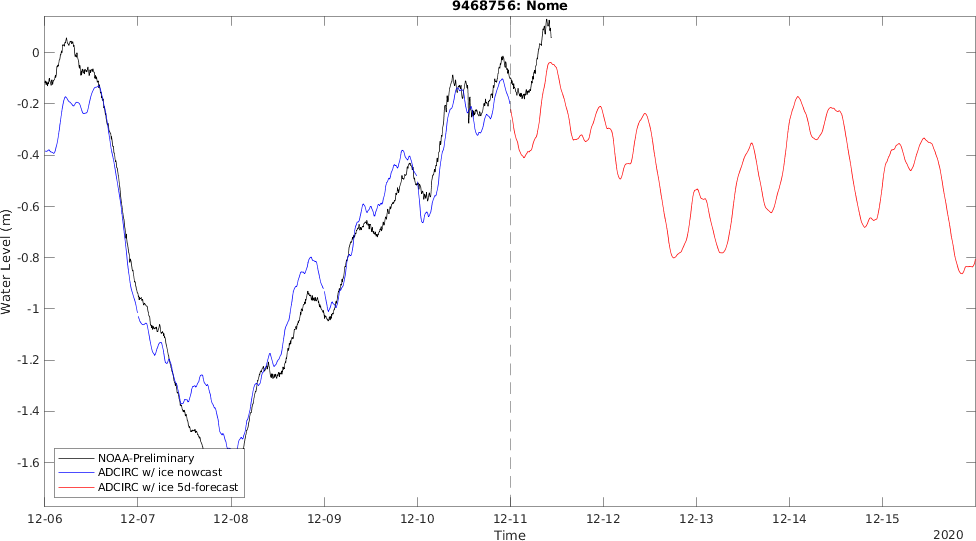 9468756: Nome
Water Level (m)
0
-0.2
-0.4
-0.6
-0.8
-1
-1.2
-1.4
-1.6
NOAA-Preliminary
ADCIRC w/ ice nowcast
ADCIRC w/ ice 5d-forecast
12-06 12-07 12-08 12-09 12-10 12-11 12-12 12-13 12-14 12-15
Time
2020